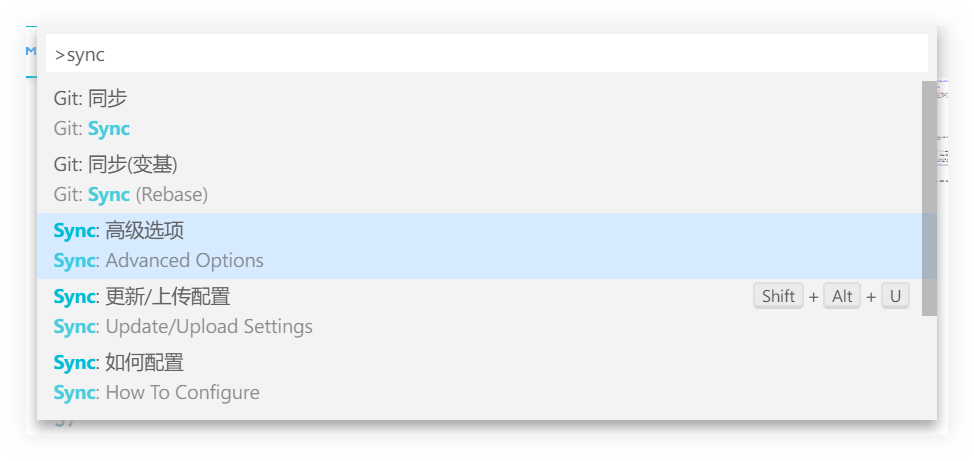 >sync
Git: 同步
Git: Sync
Git: 同步(变基)
Git: Sync (Rebase)
Sync: 高级选项
Sync: Advanced Options
Sync: 更新/上传配置 Shift + Alt + U
Sync: Update/Upload Settings
Sync: 如何配置
Sync: How To Configure